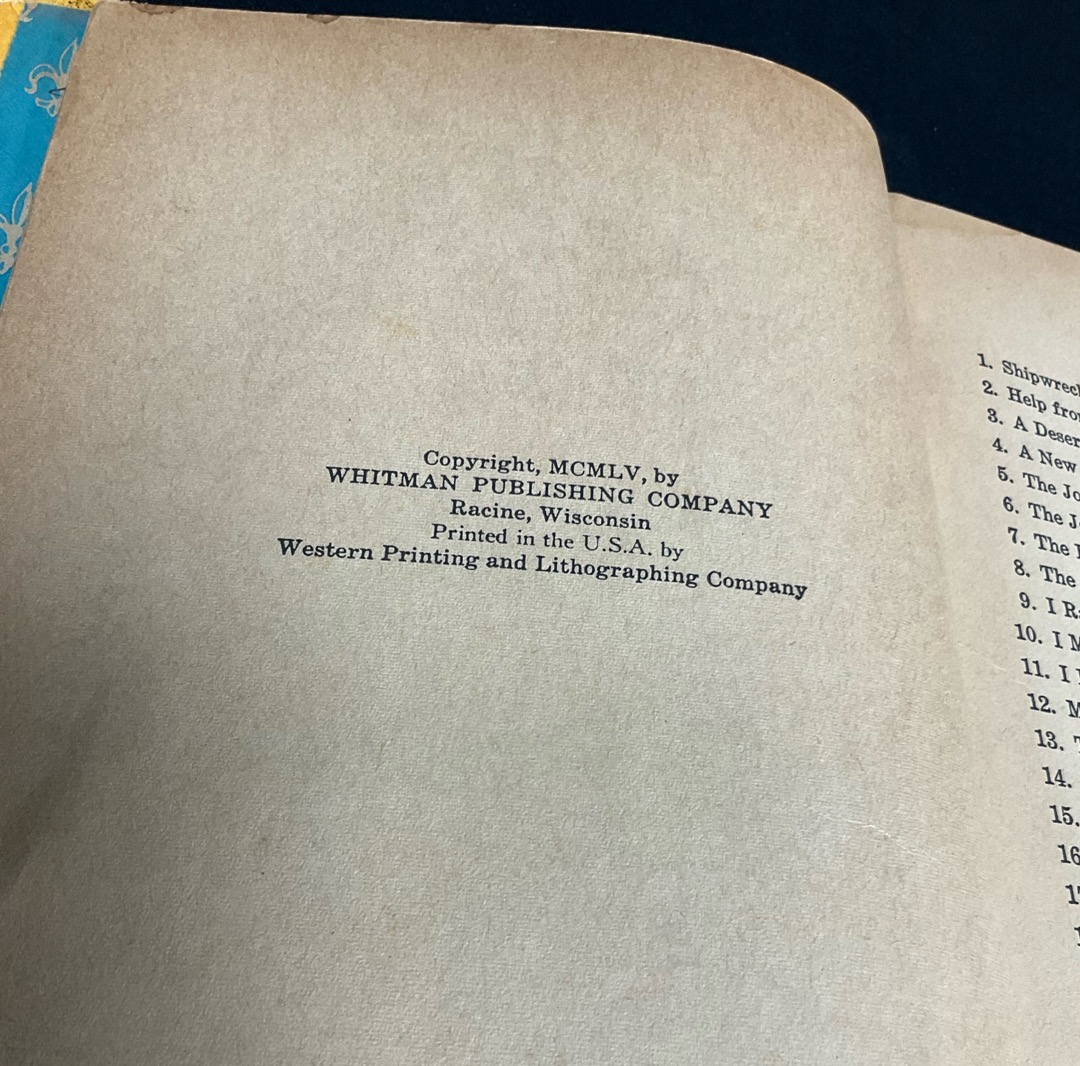 Copyright, MCMLV, by
WHITMAN PUBLISHING COMPANY
Racine, Wisconsin
Printed in the U.S.A. by
Western Printing and Lithographing Company
1. Shipwrec
2. Help fro
3. A Deser
4. A New
5. The Jo
6. The J
7. The
8. The
9. I R
10. I M
11. I
12. M
13.
14.
15.
16